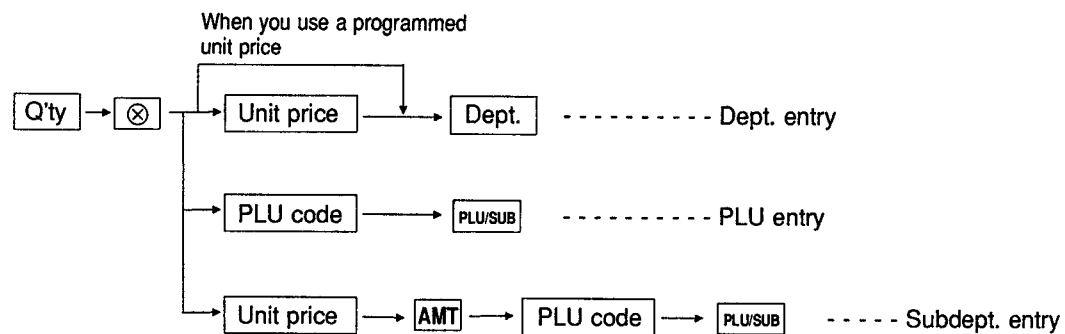 When you use a programmed
unit price
Q'ty ⊗ Unit price Dept. - - - - - - - - - - - Dept. entry
PLU code PLU/SUB - - - - - - - - - - - PLU entry
Unit price AMT PLU code PLU/SUB - - - - - Subdept. entry